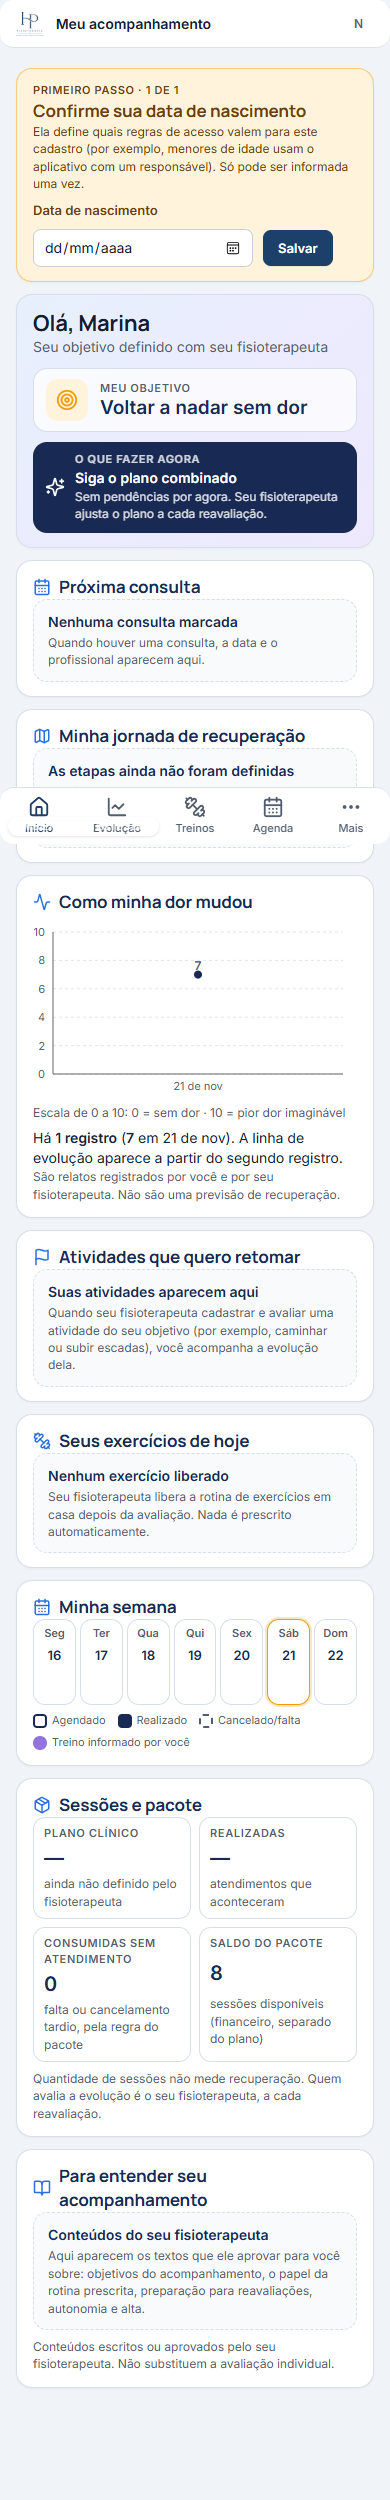 HP
Meu acompanhamento
N
PRIMEIRO PASSO · 1 DE 1
Confirme sua data de nascimento
Ela define quais regras de acesso valem para este
cadastro (por exemplo, menores de idade usam o
aplicativo com um responsável). Só pode ser informada
uma vez.
Data de nascimento
dd/mm/aaaa
Salvar
Olá, Marina
Seu objetivo definido com seu fisioterapeuta
MEU OBJETIVO
Voltar a nadar sem dor
O QUE FAZER AGORA
Siga o plano combinado
Sem pendências por agora. Seu fisioterapeuta
ajusta o plano a cada reavaliação.
Próxima consulta
Nenhuma consulta marcada
Quando houver uma consulta, a data e o
profissional aparecem aqui.
Minha jornada de recuperação
As etapas ainda não foram definidas
Início
Evolução
Treinos
Agenda
Mais
Como minha dor mudou
10
8
6
4
2
0
7
21 de nov
Escala de 0 a 10: 0 = sem dor · 10 = pior dor imaginável
Há 1 registro (7 em 21 de nov). A linha de
evolução aparece a partir do segundo registro.
São relatos registrados por você e por seu
fisioterapeuta. Não são uma previsão de recuperação.
Atividades que quero retomar
Suas atividades aparecem aqui
Quando seu fisioterapeuta cadastrar e avaliar uma
atividade do seu objetivo (por exemplo, caminhar
ou subir escadas), você acompanha a evolução
dela.
Seus exercícios de hoje
Nenhum exercício liberado
Seu fisioterapeuta libera a rotina de exercícios em
casa depois da avaliação. Nada é prescrito
automaticamente.
Minha semana
Seg Ter Qua Qui Sex Sáb Dom
16 17 18 19 20 21 22
Agendado Realizado Cancelado/falta
Treino informado por você
Sessões e pacote
PLANO CLÍNICO
—
ainda não definido pelo
fisioterapeuta
REALIZADAS
—
atendimentos que
aconteceram
CONSUMIDAS SEM
ATENDIMENTO
0
falta ou cancelamento
tardio, pela regra do
pacote
SALDO DO PACOTE
8
sessões disponíveis
(financeiro, separado
do plano)
Quantidade de sessões não mede recuperação. Quem
avalia a evolução é o seu fisioterapeuta, a cada
reavaliação.
Para entender seu
acompanhamento
Conteúdos do seu fisioterapeuta
Aqui aparecem os textos que ele aprovar para você
sobre: objetivos do acompanhamento, o papel da
rotina prescrita, preparação para reavaliações,
autonomia e alta.
Conteúdos escritos ou aprovados pelo seu
fisioterapeuta. Não substituem a avaliação individual.